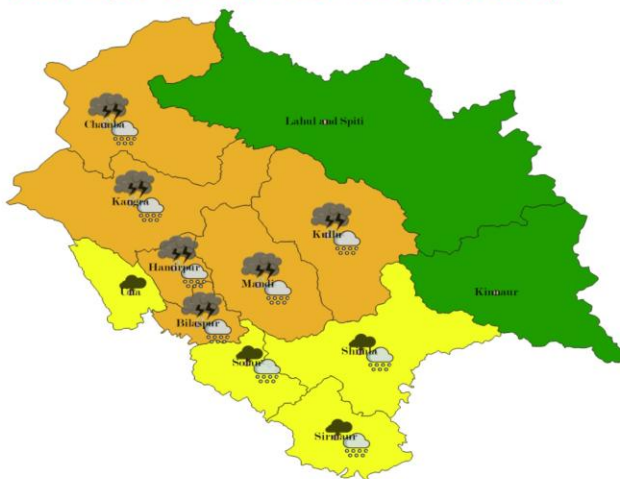 Lahul and Spiti
Chamba
Kangra
Kullu
Hamirpur
Mandi
Una
Kinnaur
Bilaspur
Shimla
Solan
Sirmaur